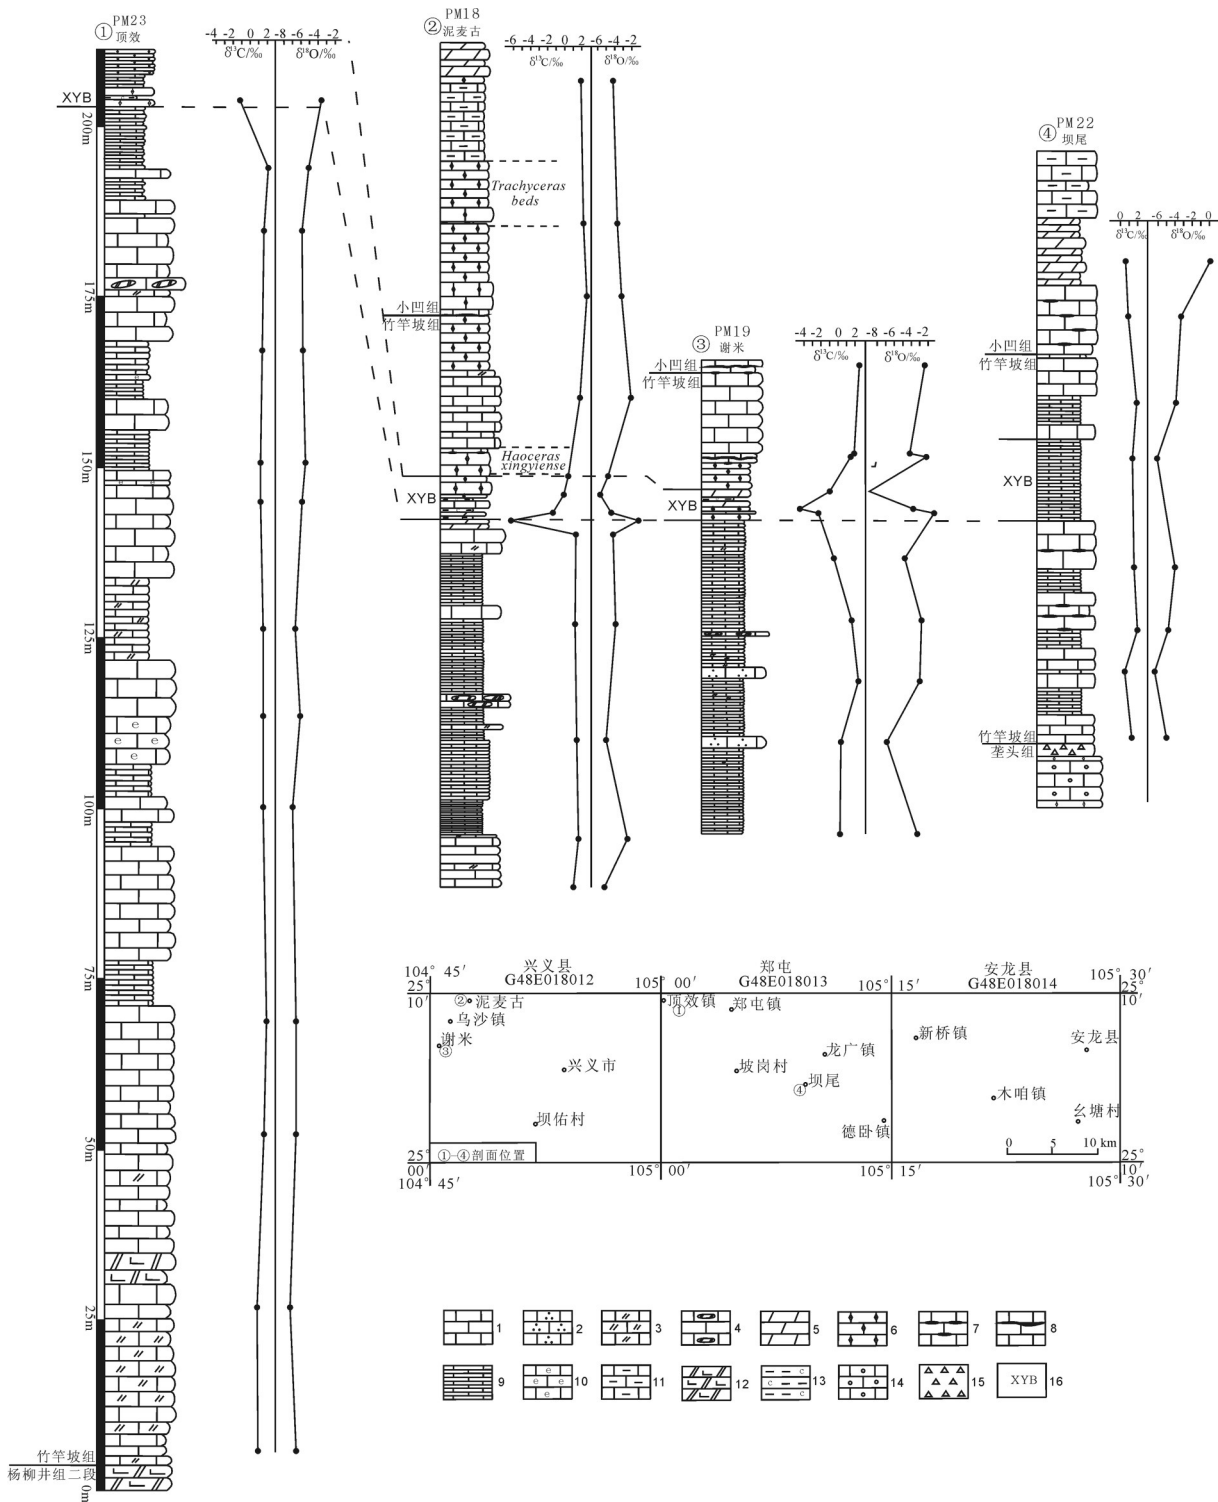 ① PM23
顶效
-4 -2 0 2 -8 -6 -4 -2
δ¹³C/‰ δ¹⁸O/‰
XYB
200m
175m
150m
125m
100m
75m
50m
25m
0m
e
e e
e
竹竿坡组
杨柳井组二段
② PM18
泥麦古
-6 -4 -2 0 2 -6 -4 -2
δ¹³C/‰ δ¹⁸O/‰
Trachyceras
beds
小凹组
竹竿坡组
Haoceras
xingyiense
XYB
③ PM19
谢米
-4 -2 0 2 -8 -6 -4 -2
δ¹³C/‰ δ¹⁸O/‰
小凹组
竹竿坡组
XYB
④ PM22
坝尾
0 2 -6 -4 -2 0
δ¹³C/‰ δ¹⁸O/‰
小凹组
竹竿坡组
XYB
竹竿坡组
垄头组
104° 45′ 兴义县 105° 00′ 郑屯 105° 15′ 安龙县 105° 30′
G48E018012 G48E018013 G48E018014
25° 10′ 25° 10′
②泥麦古 顶效镇 郑屯镇
①
乌沙镇
谢米 新桥镇 安龙县
③
兴义市 坡岗村 龙广镇
④ 坝尾 木咱镇
坝佑村 德卧镇 幺塘村
0 5 10 km
①-④剖面位置
25° 00′ 25° 10′
104° 45′ 105° 00′ 105° 15′ 105° 30′
1 2 3 4 5 6 7 8
9 e e e e 10 11 12 c c c 13 14 15 XYB 16